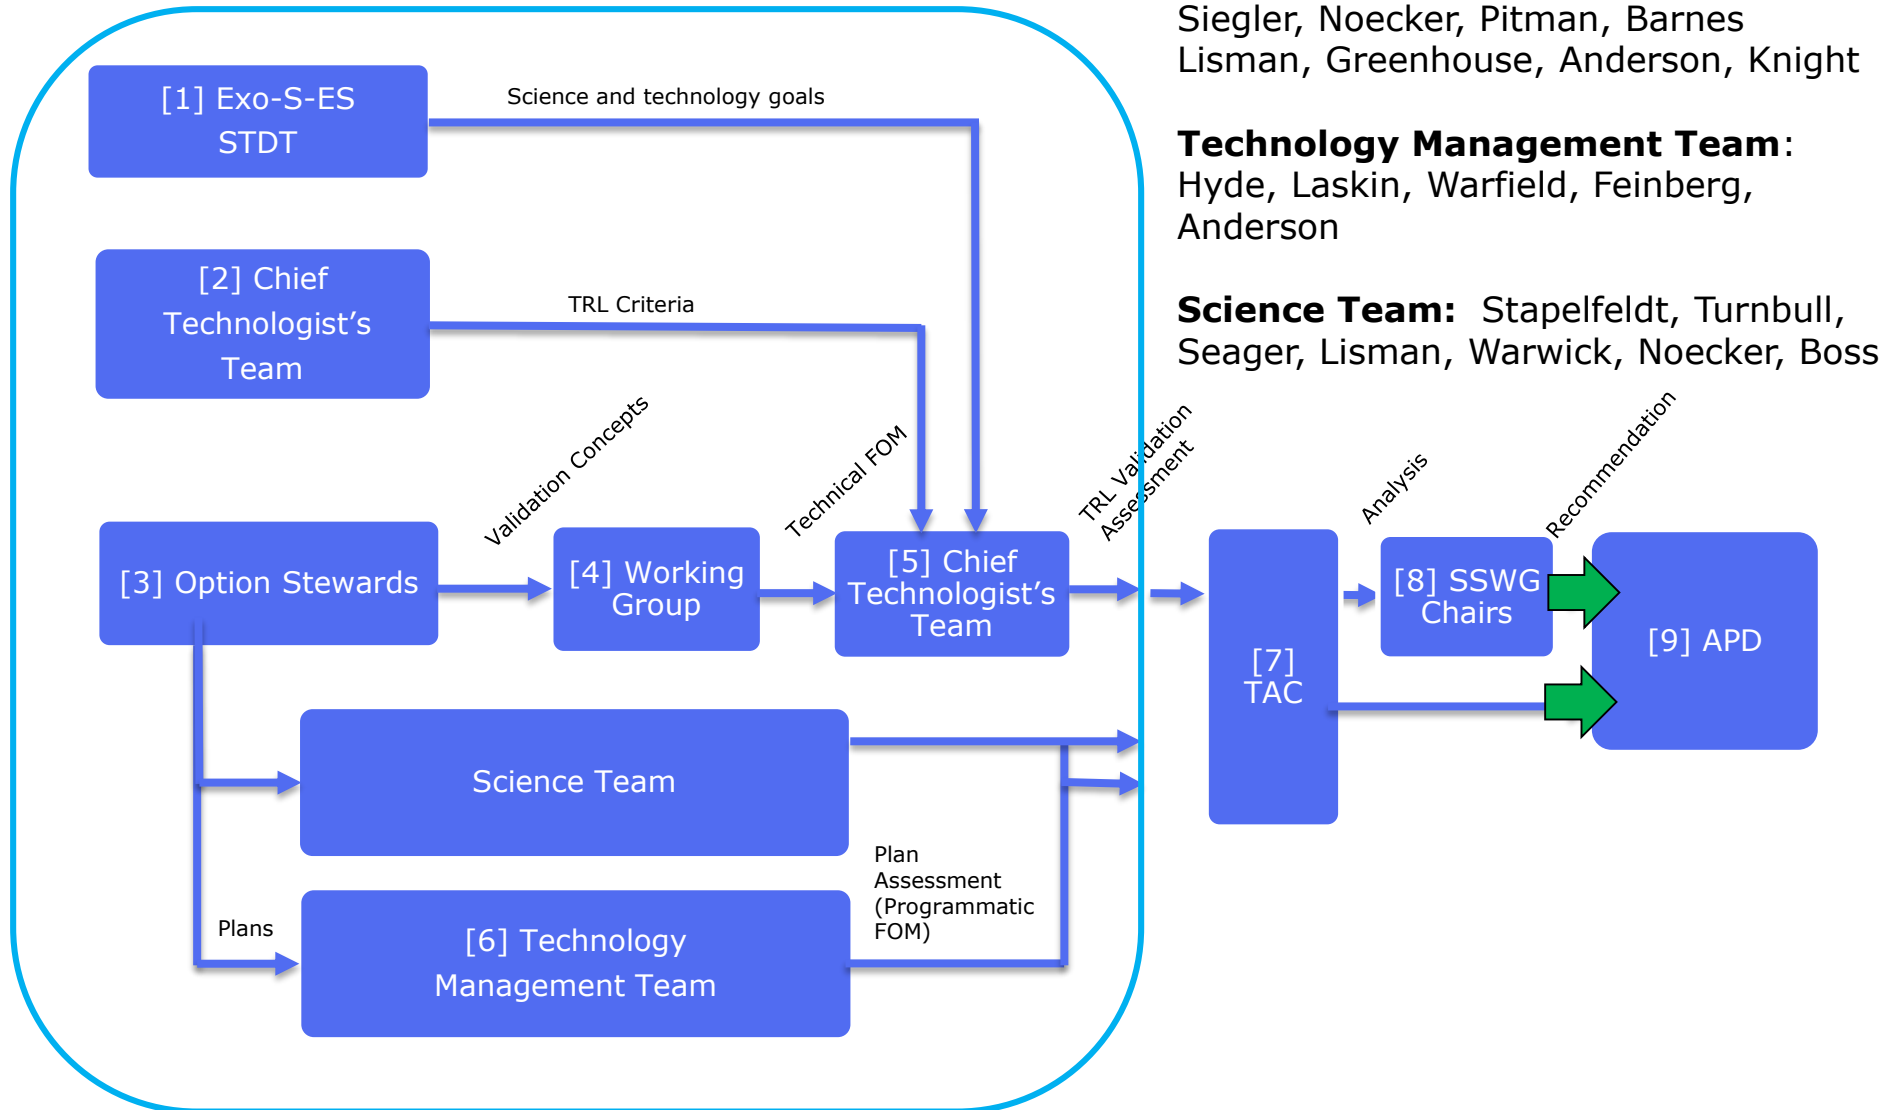 Siegler, Noecker, Pitman, Barnes
Lisman, Greenhouse, Anderson, Knight
Technology Management Team:
Hyde, Laskin, Warfield, Feinberg,
Anderson
Science Team:  Stapelfeldt, Turnbull,
Seager, Lisman, Warwick, Noecker, Boss
[1] Exo-S-ES
STDT
Science and technology goals
[2] Chief
Technologist’s
Team
TRL Criteria
Validation Concepts
Technical FOM
TRL Validation
Assessment
Analysis
Recommendation
[3] Option Stewards
[4] Working
Group
[5] Chief
Technologist’s
Team
[7]
TAC
[8] SSWG
Chairs
[9] APD
Science Team
Plan
Assessment
(Programmatic
FOM)
Plans
[6] Technology
Management Team